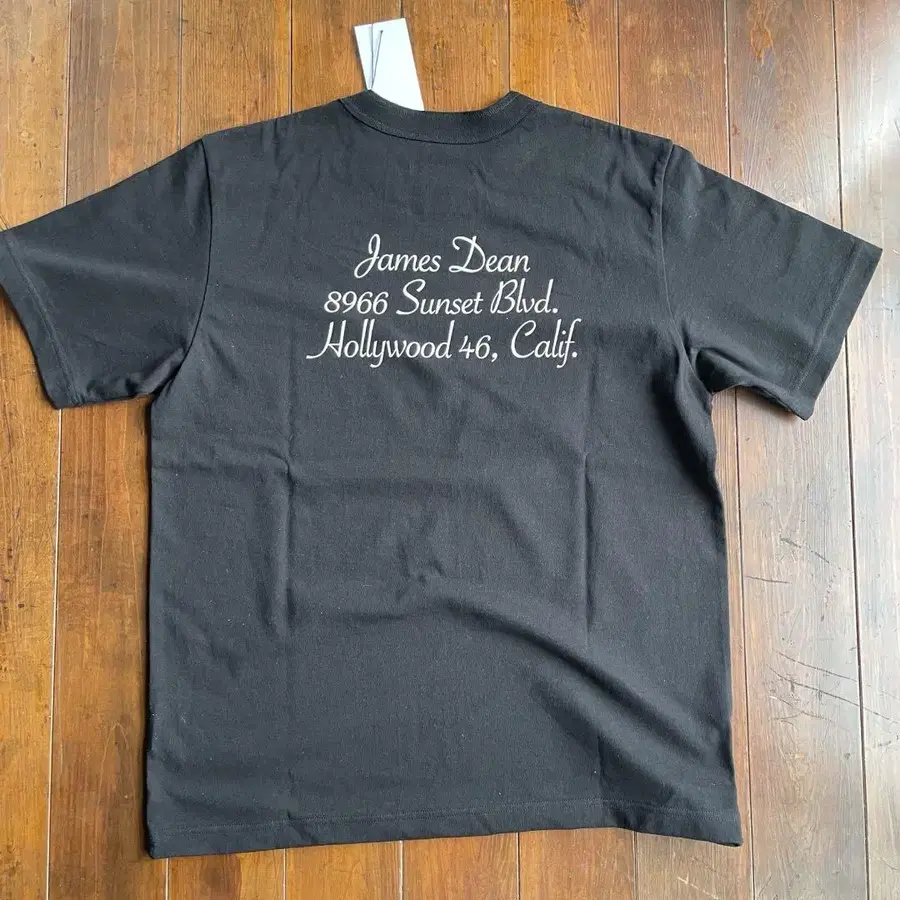 James Dean
8966 Sunset Blvd.
Hollywood 46, Calif.